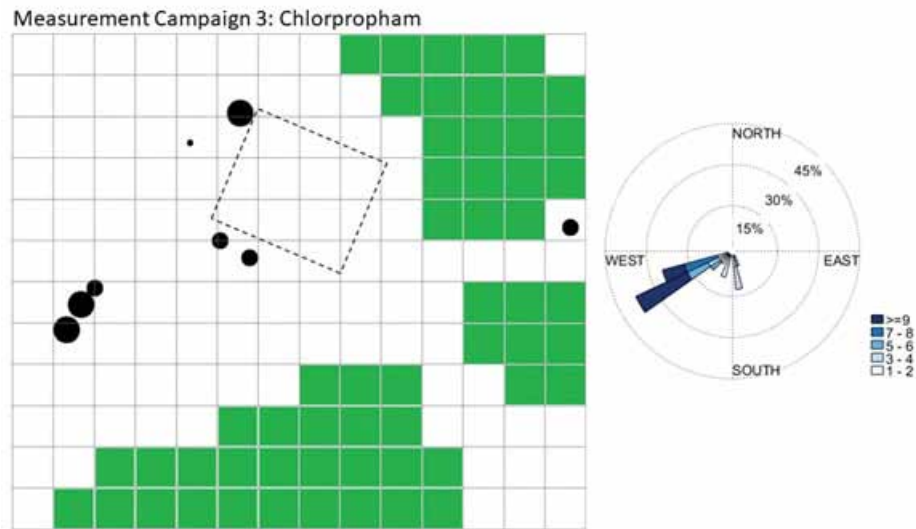 Measurement Campaign 3: Chlorpropham
NORTH
45%
30%
15%
WEST
EAST
SOUTH
>=9
7 - 8
5 - 6
3 - 4
1 - 2